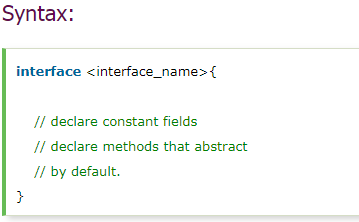 Syntax:
interface <interface_name>{
// declare constant fields
// declare methods that abstract
// by default.
}